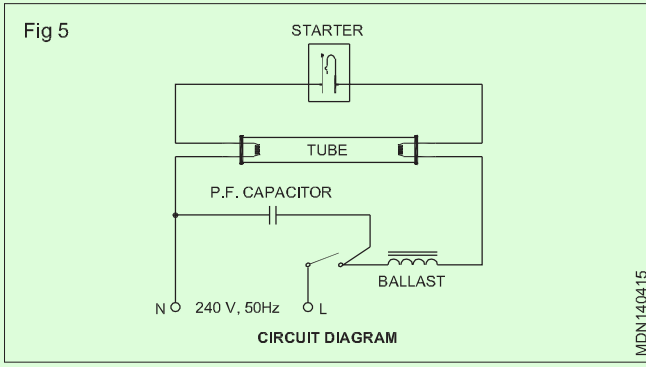 Fig 5
STARTER
TUBE
P.F. CAPACITOR
BALLAST
N 240 V, 50Hz L
CIRCUIT DIAGRAM
MDN140415